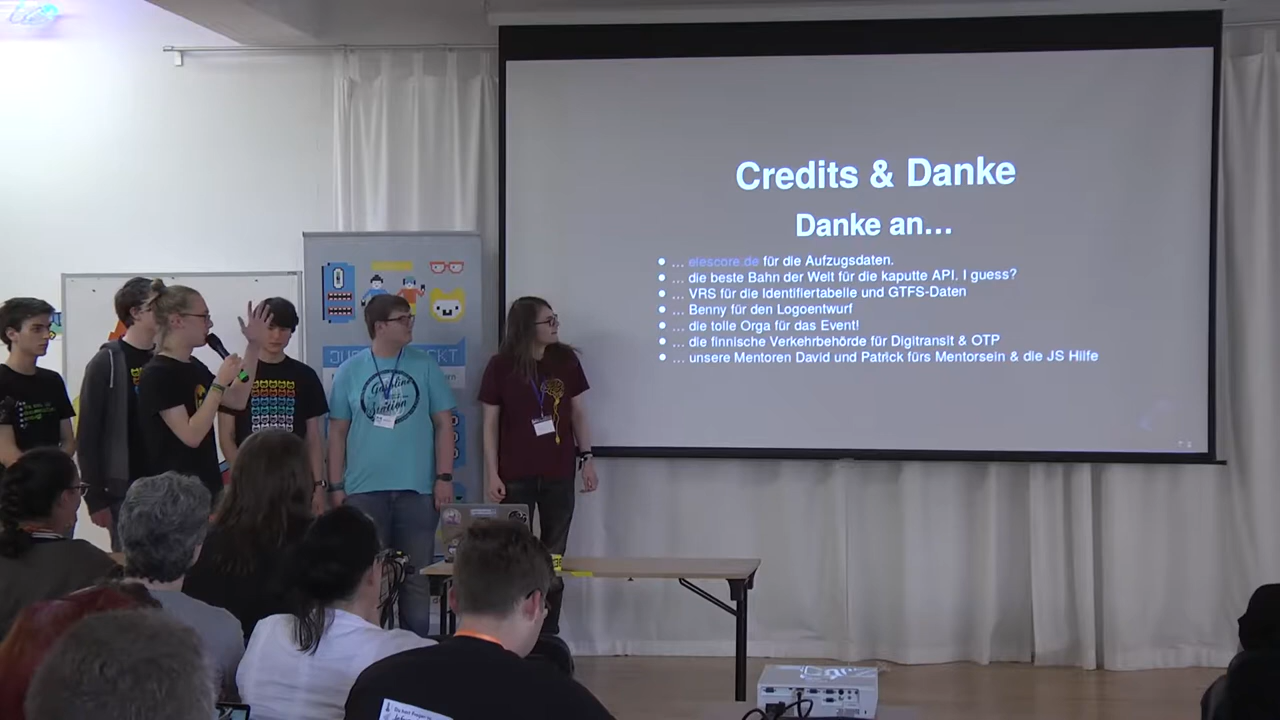 Credits & Danke
Danke an...
... elescore.de für die Aufzugsdaten.
... die beste Bahn der Welt für die kaputte API. I guess?
... VRS für die Identifiertabelle und GTFS-Daten
... Benny für den Logoentwurf
... die tolle Orga für das Event!
... die finnische Verkehrbehörde für Digitransit & OTP
... unsere Mentoren David und Patrick fürs Mentorsein & die JS Hilfe